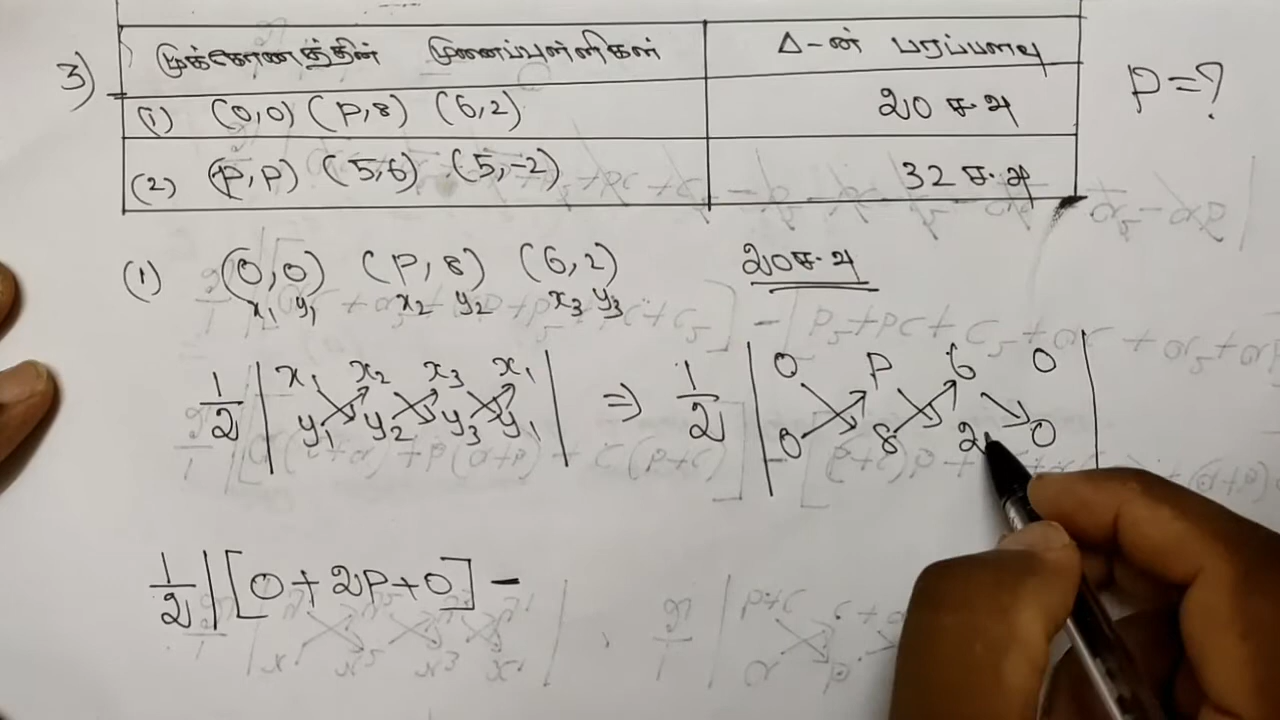 3) முக்கோணத்தின் முனைப்புள்ளிகள் Δ-ன் பரப்பளவு
(1) (0,0) (P,8) (6,2) 20 ச.அ P=?
(2) (P,P) (5,6) (5,-2) 32 ச.அ
(1) (0,0) (P,8) (6,2) 20 ச.அ
x₁ y₁ x₂ y₂ x₃ y₃
1/2 | x₁ x₂ x₃ x₁ | ⇒ 1/2 | 0 P 6 0 |
y₁ y₂ y₃ y₁ 0 8 2 0
1/2 | [0+2P+0] -